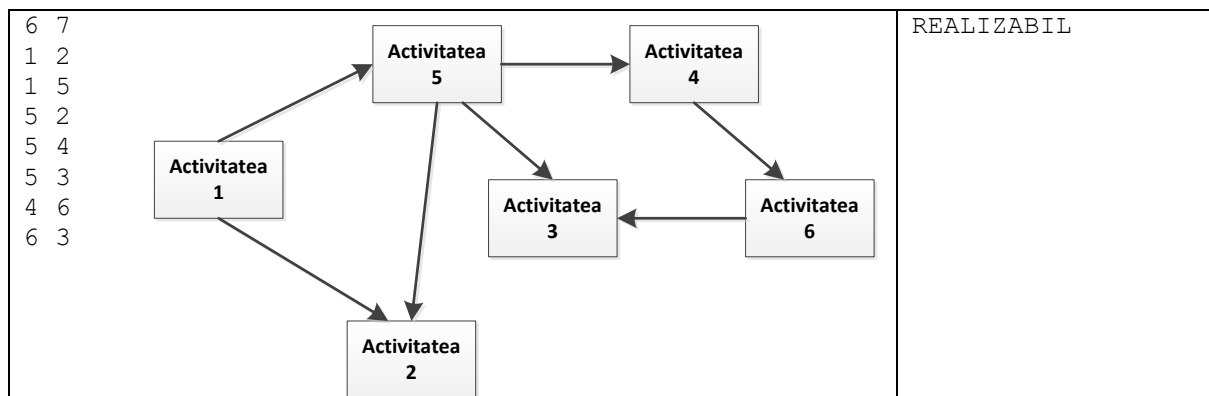 6 7
1 2
1 5
5 2
5 4
5 3
4 6
6 3
Activitatea
5
Activitatea
4
Activitatea
1
Activitatea
3
Activitatea
6
Activitatea
2
REALIZABIL